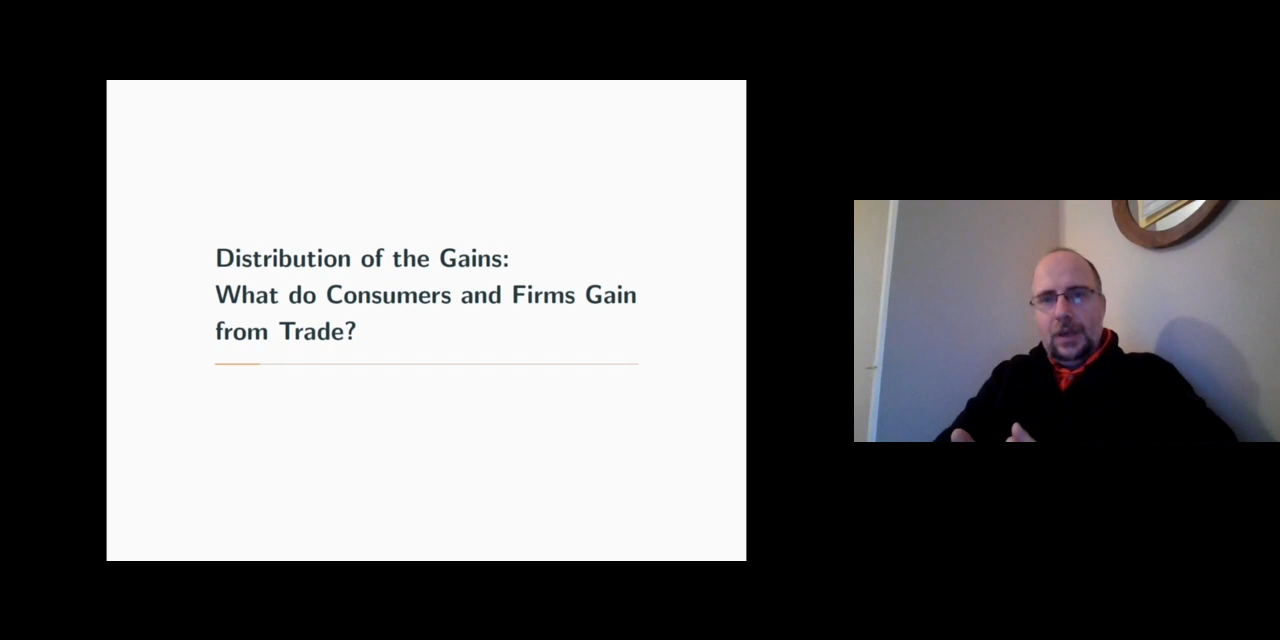 Distribution of the Gains:
What do Consumers and Firms Gain
from Trade?